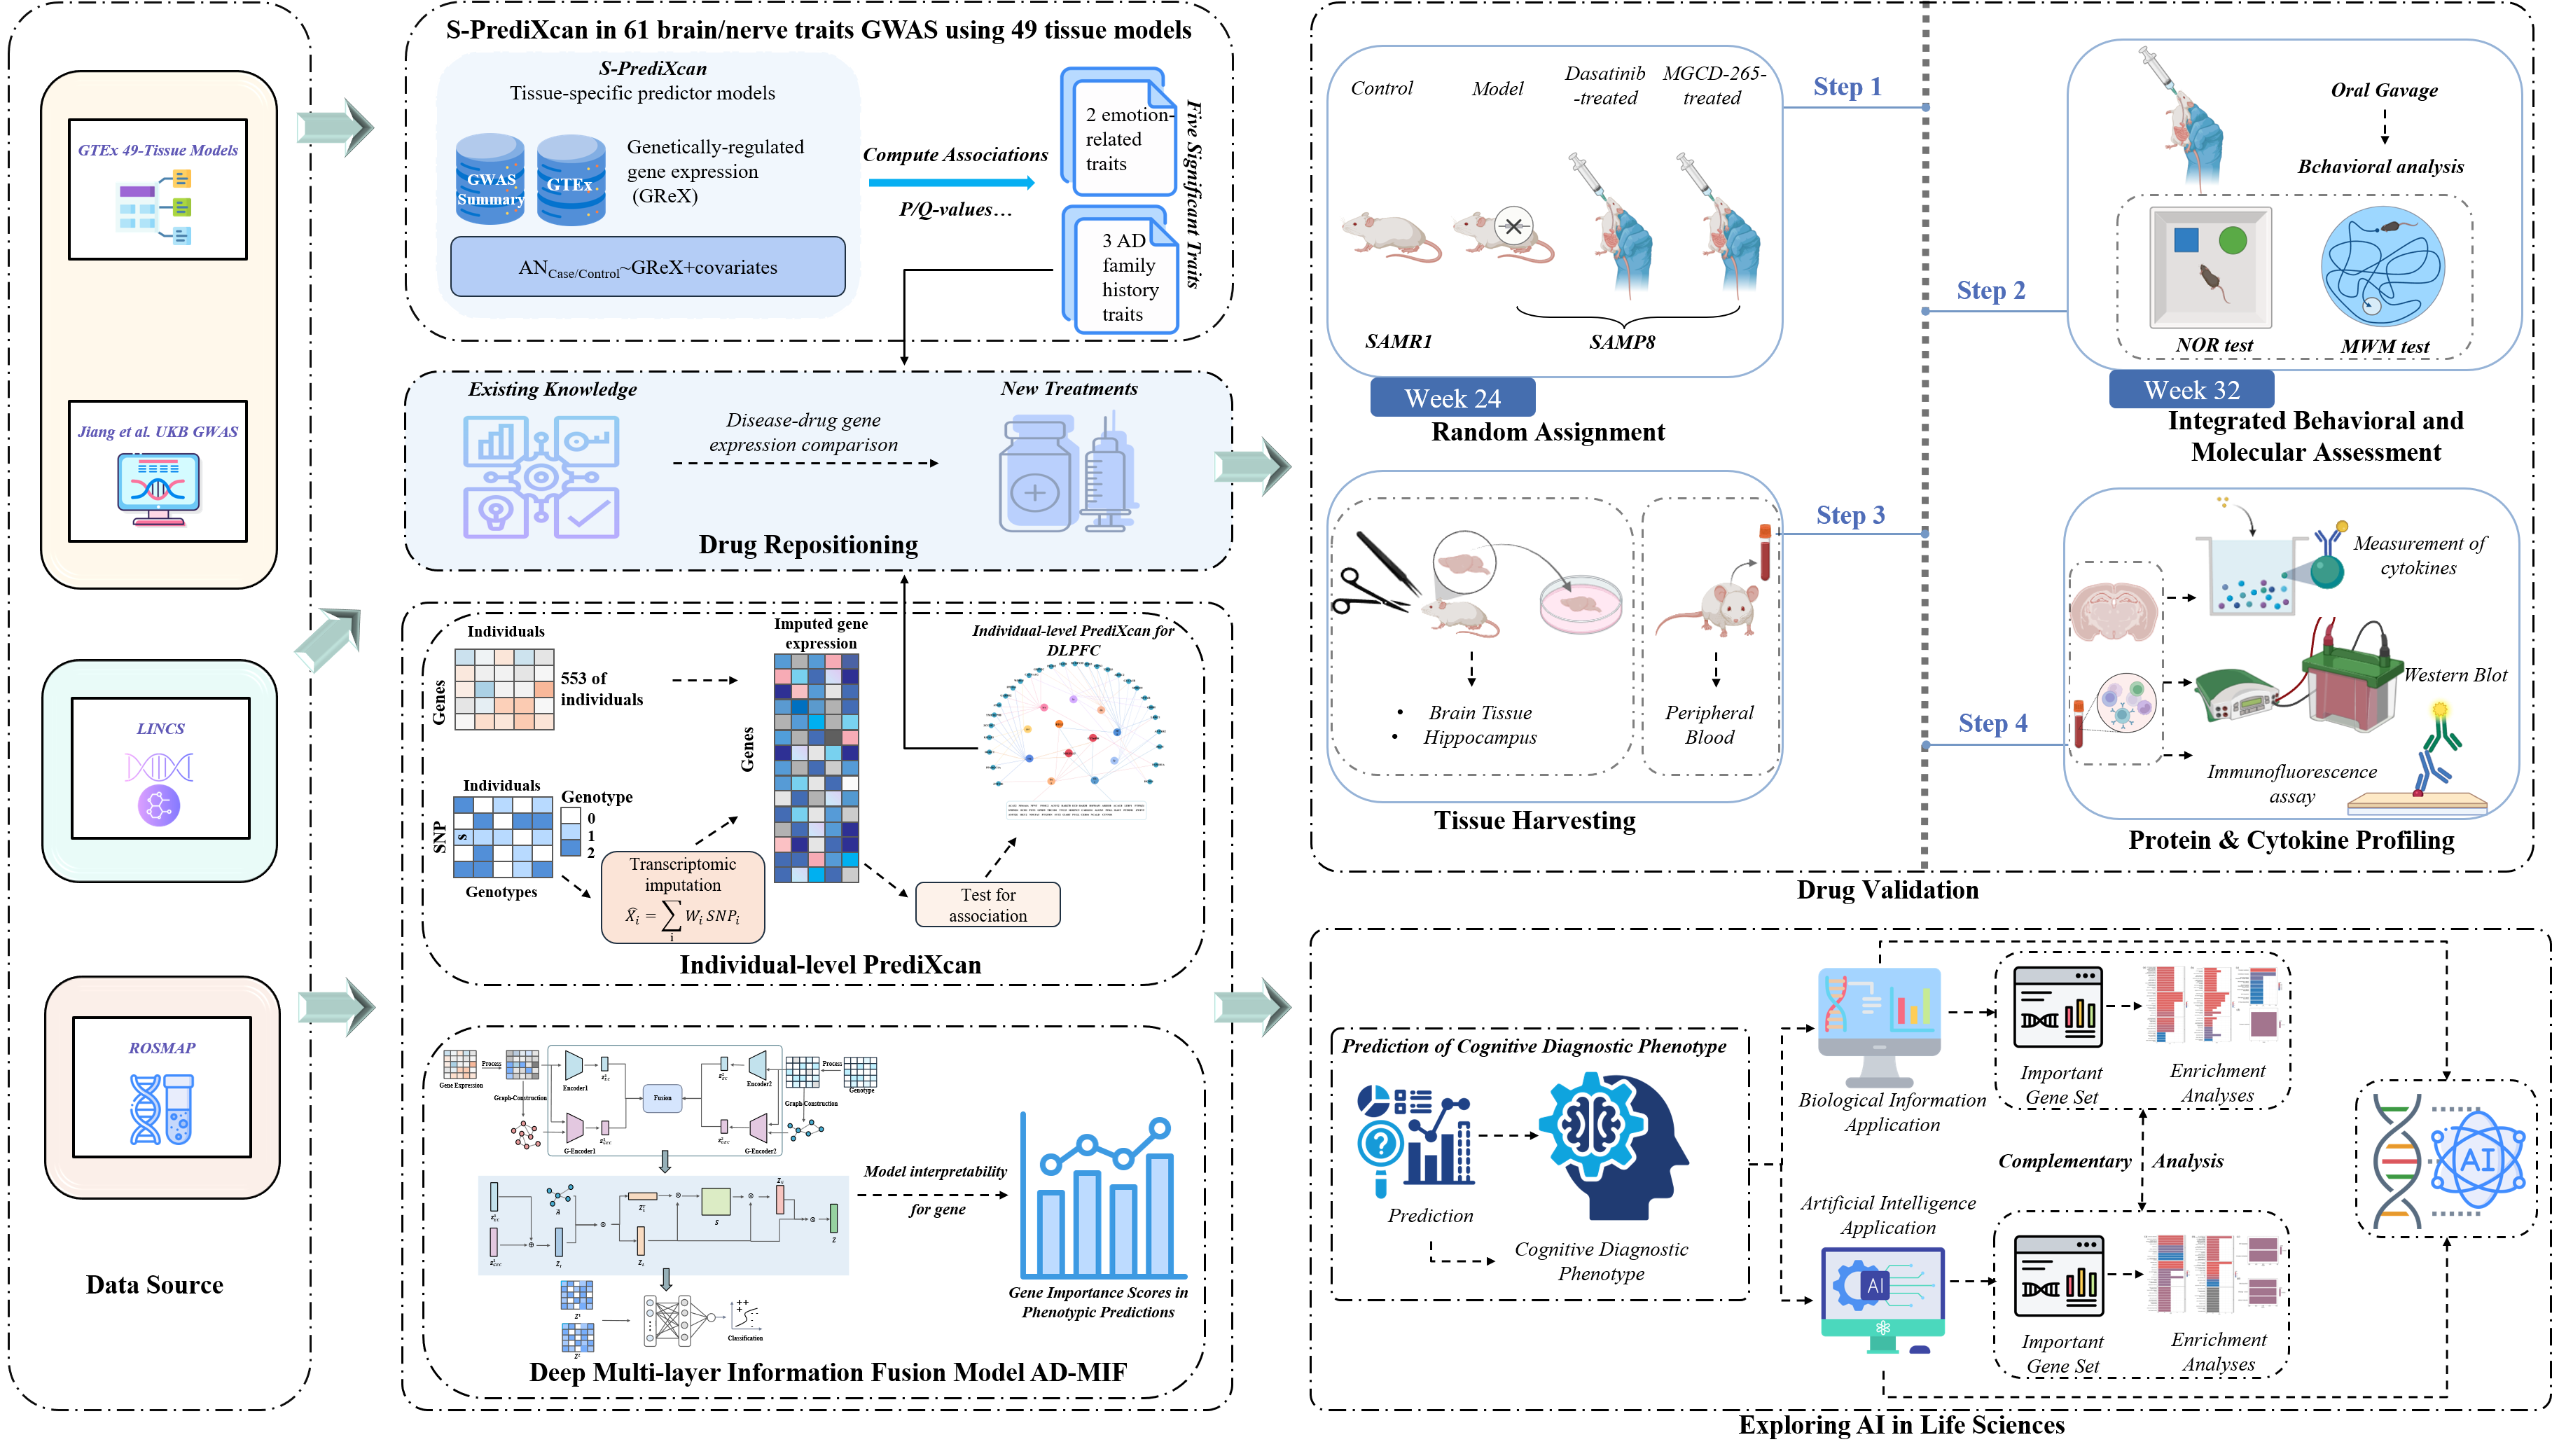 GTEx 49-Tissue Models
Jiang et al. UKB GWAS
LINCS
ROSMAP
Data Source
S-PrediXcan in 61 brain/nerve traits GWAS using 49 tissue models
S-PrediXcan
Tissue-specific predictor models
GWAS
Summary
GTEx
Genetically-regulated
gene expression
(GReX)
AN Case/Control~GReX+covariates
Compute Associations
P/Q-values…
2 emotion-
related
traits
3 AD
family
history
traits
Five Significant Traits
Existing Knowledge
Disease-drug gene
expression comparison
New Treatments
Drug Repositioning
Individuals
Genes
553 of
individuals
Imputed gene
expression
Genes
Individual-level PrediXcan for
DLPFC
Individuals
SNP
s
Genotypes
Genotype
0
1
2
Transcriptomic
imputation
X̂i = ∑i Wi SNPi
Test for
association
Individual-level PrediXcan
Process
Gene Expression
Graph-Construction
Encoder1
G-Encoder1
Fusion
Encoder2
G-Encoder2
Process
Genotype
Graph-Construction
A
S
Z
Z¹
Z²
Classification
Model interpretability
for gene
Gene Importance Scores in
Phenotypic Predictions
Deep Multi-layer Information Fusion Model AD-MIF
Control
Model
Dasatinib
-treated
MGCD-265-
treated
SAMR1
SAMP8
Week 24
Random Assignment
Step 1
Step 2
Step 3
Step 4
Oral Gavage
Bchavioral analysis
NOR test
MWM test
Week 32
Integrated Behavioral and
Molecular Assessment
• Brain Tissue
• Hippocampus
Peripheral
Blood
Tissue Harvesting
Measurement of
cytokines
Western Blot
Immunofluorescence
assay
Protein & Cytokine Profiling
Drug Validation
Prediction of Cognitive Diagnostic Phenotype
Prediction
Cognitive Diagnostic
Phenotype
Biological Information
Application
Important
Gene Set
Enrichment
Analyses
Complementary Analysis
Artificial Intelligence
Application
AI
Important
Gene Set
Enrichment
Analyses
AI
Exploring AI in Life Sciences